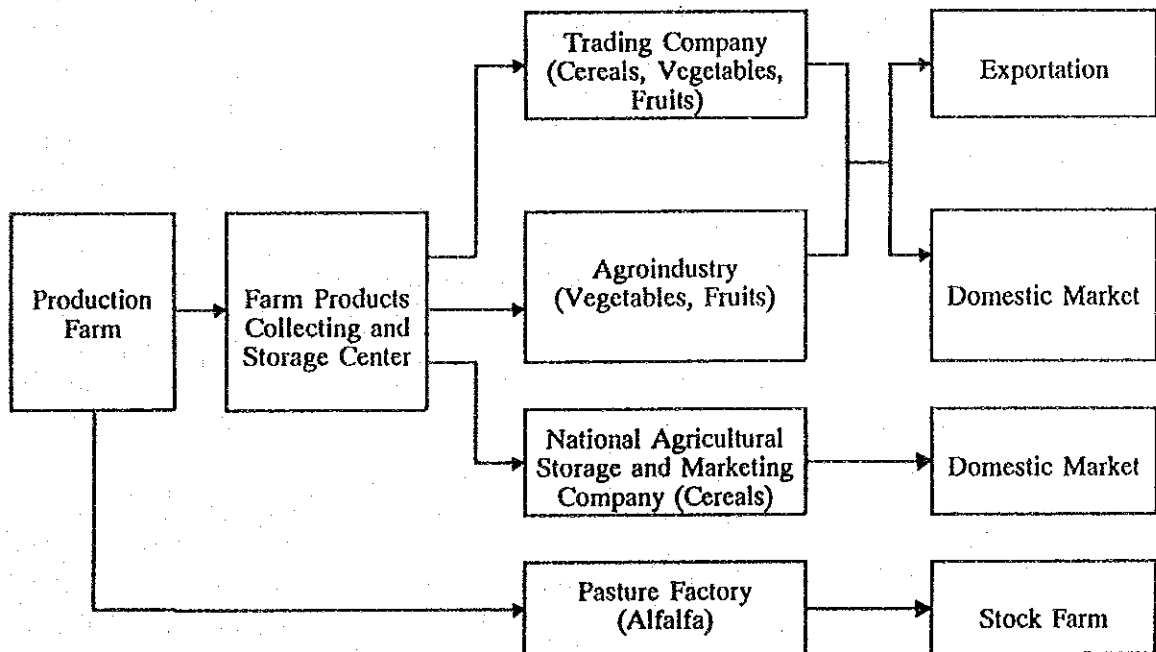 Trading Company
(Cereals, Vegetables,
Fruits)
Exportation
Production
Farm
Farm Products
Collecting and
Storage Center
Agroindustry
(Vegetables, Fruits)
Domestic Market
National Agricultural
Storage and Marketing
Company (Cereals)
Domestic Market
Pasture Factory
(Alfalfa)
Stock Farm